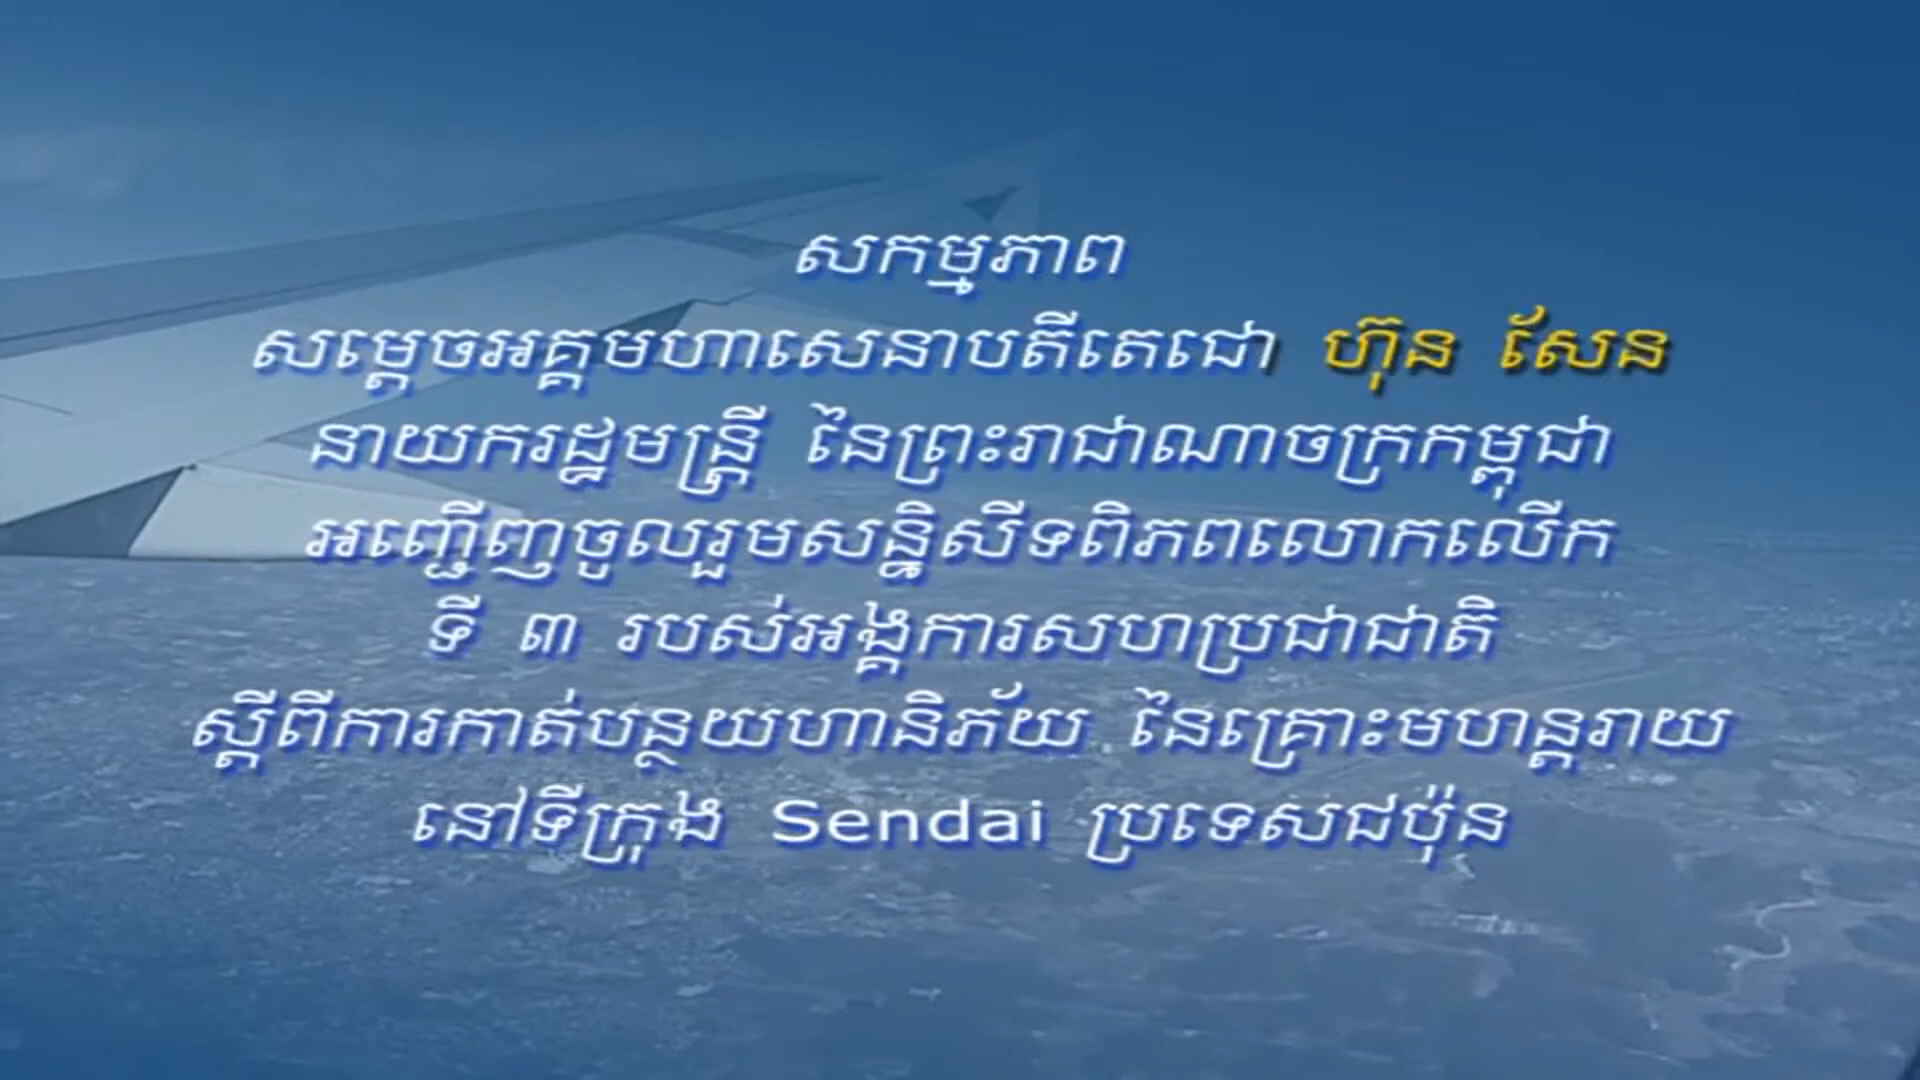 សកម្មភាព
សម្ដេចអគ្គមហាសេនាបតីតេជោ ហ៊ុន សែន
នាយករដ្ឋមន្ត្រី នៃព្រះរាជាណាចក្រកម្ពុជា
អញ្ជើញចូលរួមសន្និសីទពិភពលោកលើក
ទី ៣ របស់អង្គការសហប្រជាជាតិ
ស្ដីពីការកាត់បន្ថយហានិភ័យ នៃគ្រោះមហន្តរាយ
នៅទីក្រុង Sendai ប្រទេសជប៉ុន